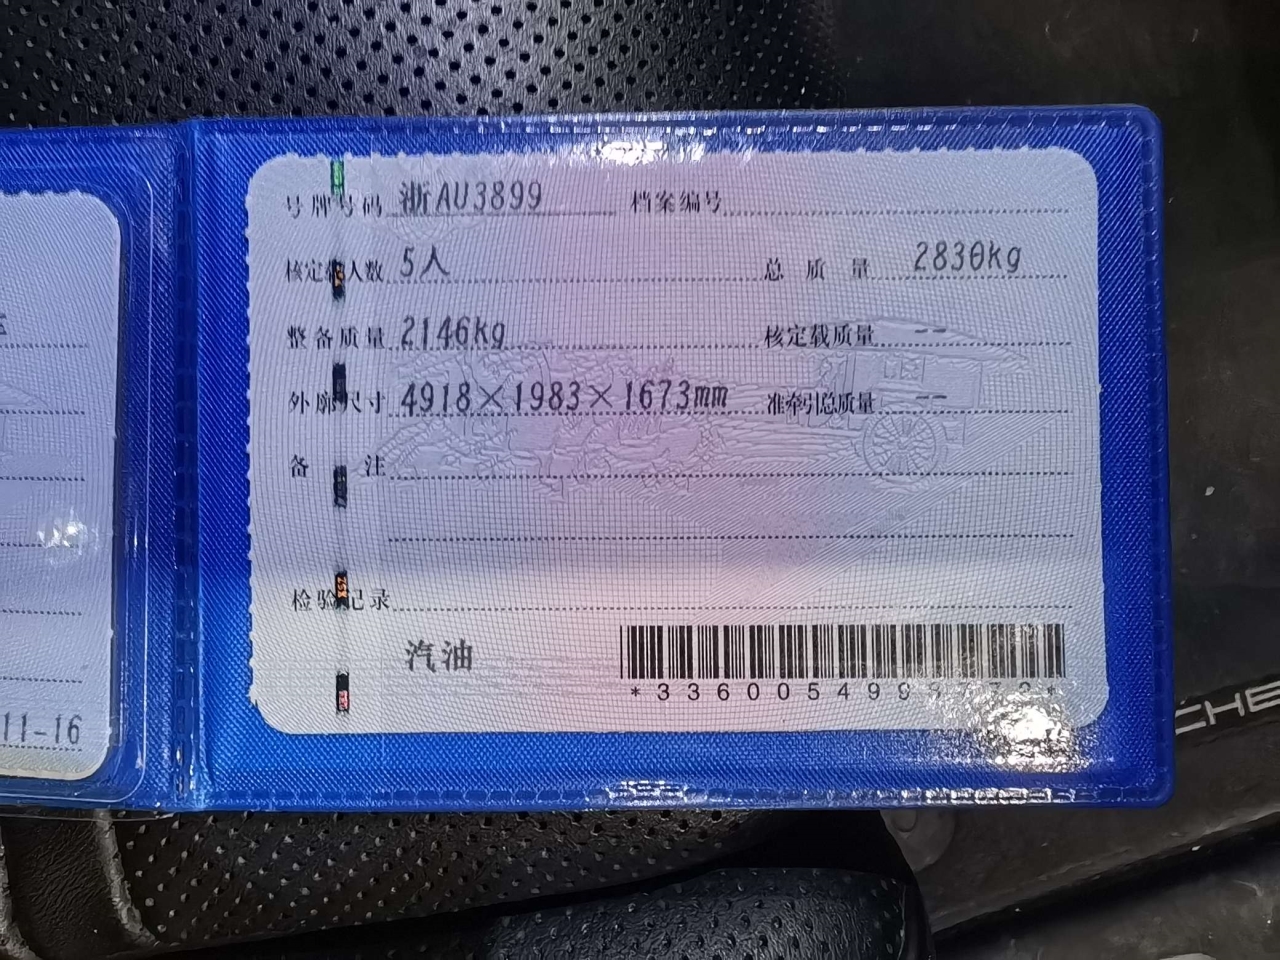 号牌号码 浙AU3899 档案编号
核定载人数 5人 总质量 2830kg
整备质量 2146kg 核定载质量 --
外廓尺寸 4918×1983×1673mm 准牵引总质量 --
备注
检验记录
汽油
11-16